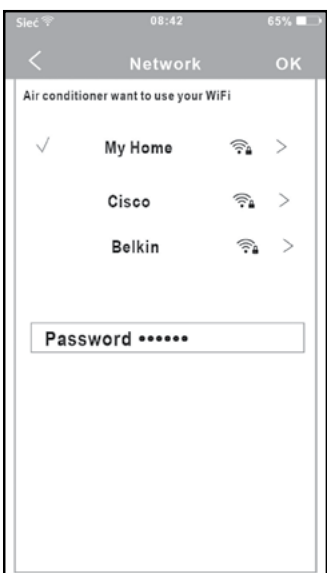 Sieć 08:42 65%
Network OK
Air conditioner want to use your WiFi
My Home
Cisco
Belkin
Password ••••••